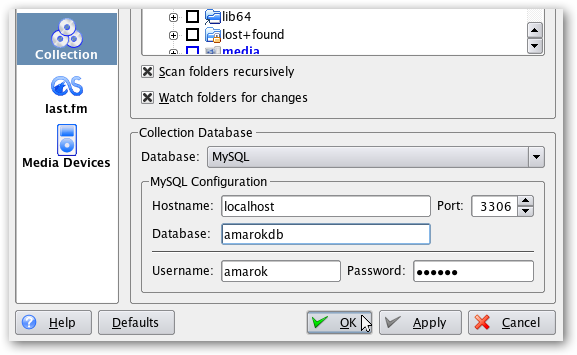 lib64
lost+found
media
Collection
last.fm
Media Devices
Scan folders recursively
Watch folders for changes
Collection Database
Database: MySQL
MySQL Configuration
Hostname: localhost Port: 3306
Database: amarokdb
Username: amarok Password: ●●●●●●
Help Defaults OK Apply Cancel